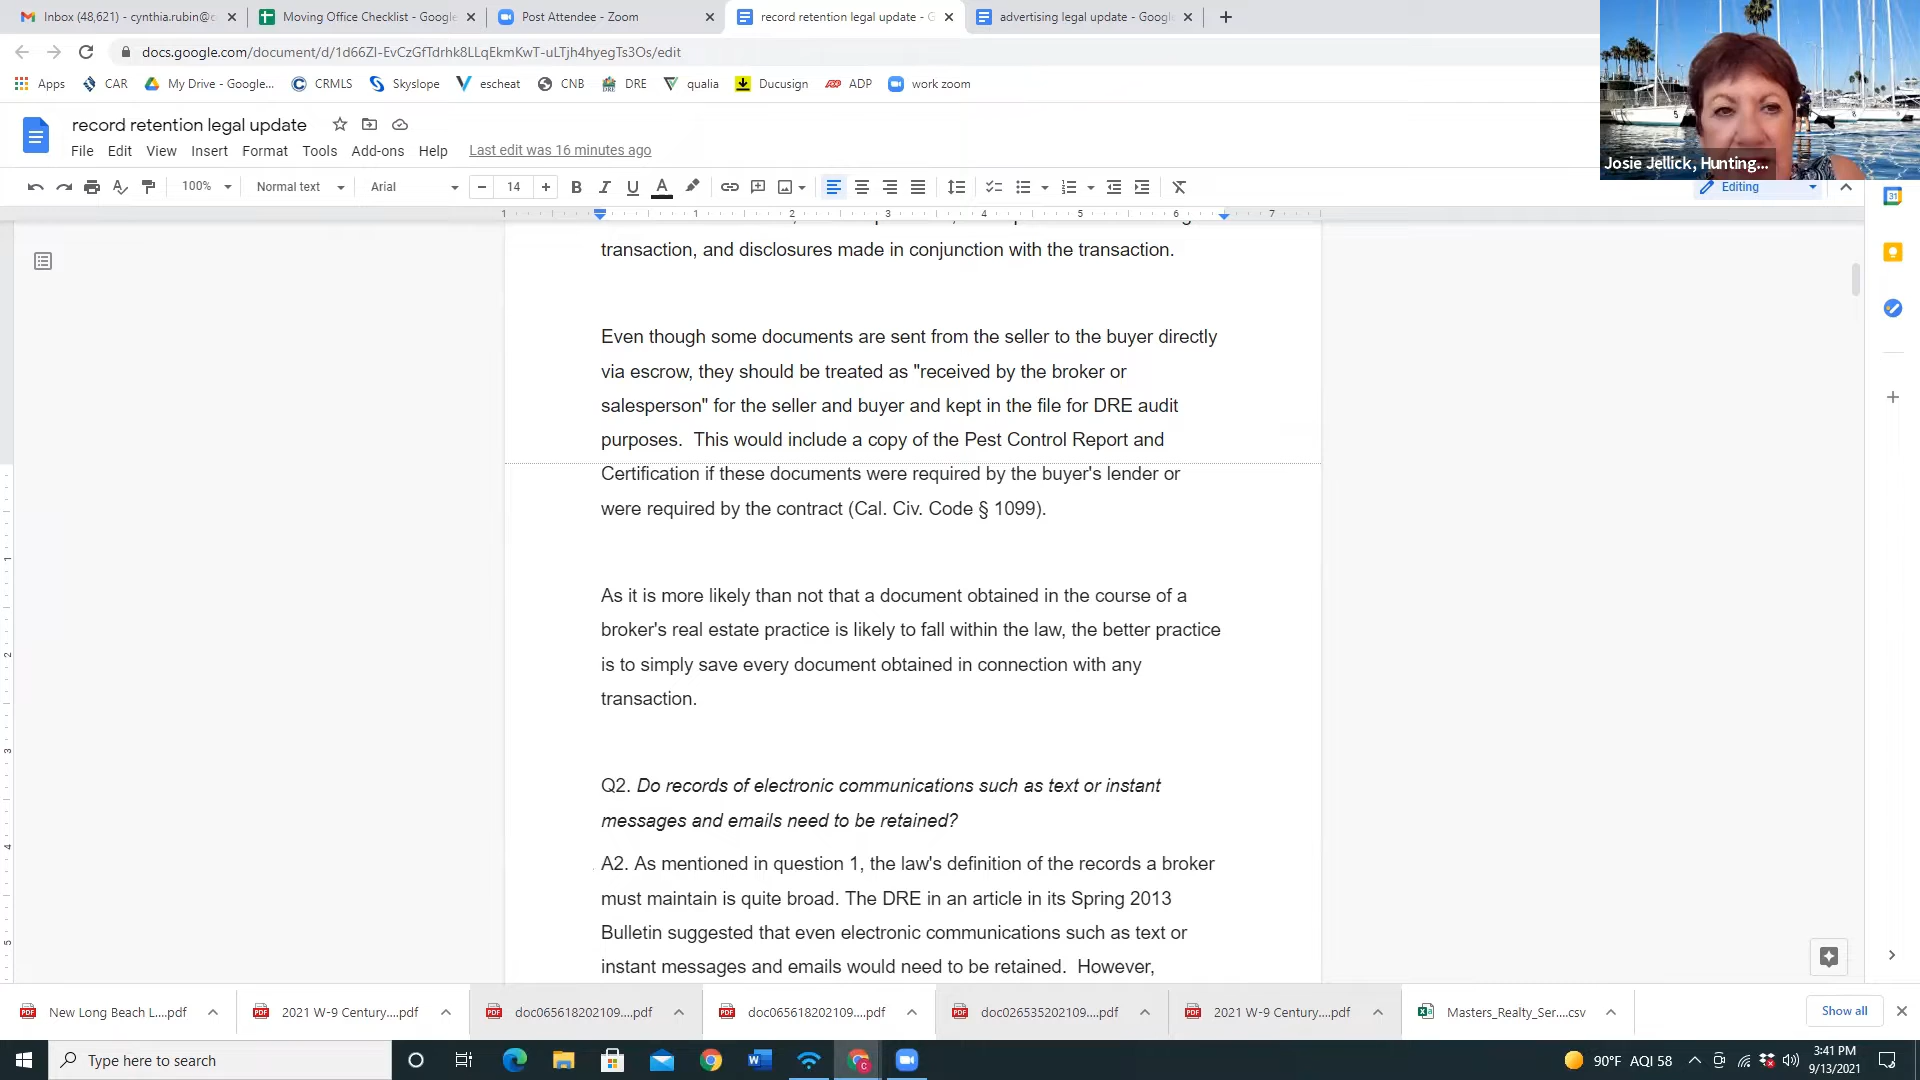 Inbox (48,621) - cynthia.rubin@c
Moving Office Checklist - Google
Post Attendee - Zoom
record retention legal update - G
advertising legal update - Googl
docs.google.com/document/d/1d66ZI-EvCzGfTdrhk8LLqEkmKwT-uLTjh4hyegTs3Os/edit
Apps
CAR
My Drive - Google...
CRMLS
Skyslope
escheat
CNB
DRE
qualia
Ducusign
ADP
work zoom
record retention legal update
File Edit View Insert Format Tools Add-ons Help Last edit was 16 minutes ago
100% Normal text Arial 14 Editing
Josie Jellick, Hunting...
1 1 2 3 4 5 6 7
transaction, and disclosures made in conjunction with the transaction.
Even though some documents are sent from the seller to the buyer directly
via escrow, they should be treated as "received by the broker or
salesperson" for the seller and buyer and kept in the file for DRE audit
purposes.  This would include a copy of the Pest Control Report and
Certification if these documents were required by the buyer's lender or
were required by the contract (Cal. Civ. Code § 1099).
As it is more likely than not that a document obtained in the course of a
broker's real estate practice is likely to fall within the law, the better practice
is to simply save every document obtained in connection with any
transaction.
Q2. Do records of electronic communications such as text or instant
messages and emails need to be retained?
A2. As mentioned in question 1, the law's definition of the records a broker
must maintain is quite broad. The DRE in an article in its Spring 2013
Bulletin suggested that even electronic communications such as text or
instant messages and emails would need to be retained.  However,
1
2
3
4
5
New Long Beach L....pdf
2021 W-9 Century....pdf
doc065618202109....pdf
doc065618202109....pdf
doc026535202109....pdf
2021 W-9 Century....pdf
Masters_Realty_Ser....csv
Show all
Type here to search
90°F AQI 58
3:41 PM
9/13/2021